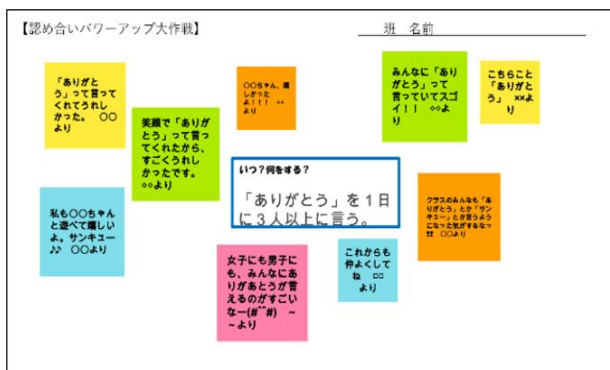 【認め合いパワーアップ大作戦】
班 名前
「ありがと
う」って言って
くれてうれし
かった。 〇〇
より
笑顔で「ありが
とう」って言っ
てくれたから、
すごくうれし
かったです。
◦◦より
〇〇ちゃん、嬉
しかった
よ！！！ ◦◦
より
みんなに「あり
がとう」って
言っていてスゴ
イ！！ ◦◦よ
り
こちらこと
「ありがと
う」 ××よ
り
いつ？何をする？
「ありがとう」を１日
に３人以上に言う。
私も〇〇ちゃん
と遊べて嬉しい
よ。サンキュー
♪♪ 〇〇より
女子にも男子に
も、みんなにあ
りがあとうが言
えるのがすごい
なー(#^^#) ～
～より
これからも
仲よくして
ね □□
より
クラスのみんなも「あ
りがとう」とか「サン
キュー」とか言うよう
になった気がするなっ
‼ 〇〇より